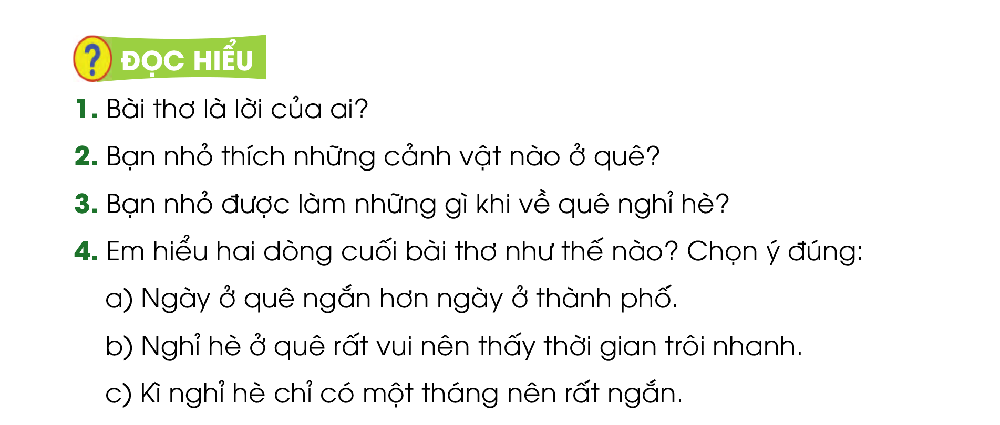 ?
ĐỌC HIỂU
1. Bài thơ là lời của ai?
2. Bạn nhỏ thích những cảnh vật nào ở quê?
3. Bạn nhỏ được làm những gì khi về quê nghỉ hè?
4. Em hiểu hai dòng cuối bài thơ như thế nào? Chọn ý đúng:
a) Ngày ở quê ngắn hơn ngày ở thành phố.
b) Nghỉ hè ở quê rất vui nên thấy thời gian trôi nhanh.
c) Kì nghỉ hè chỉ có một tháng nên rất ngắn.